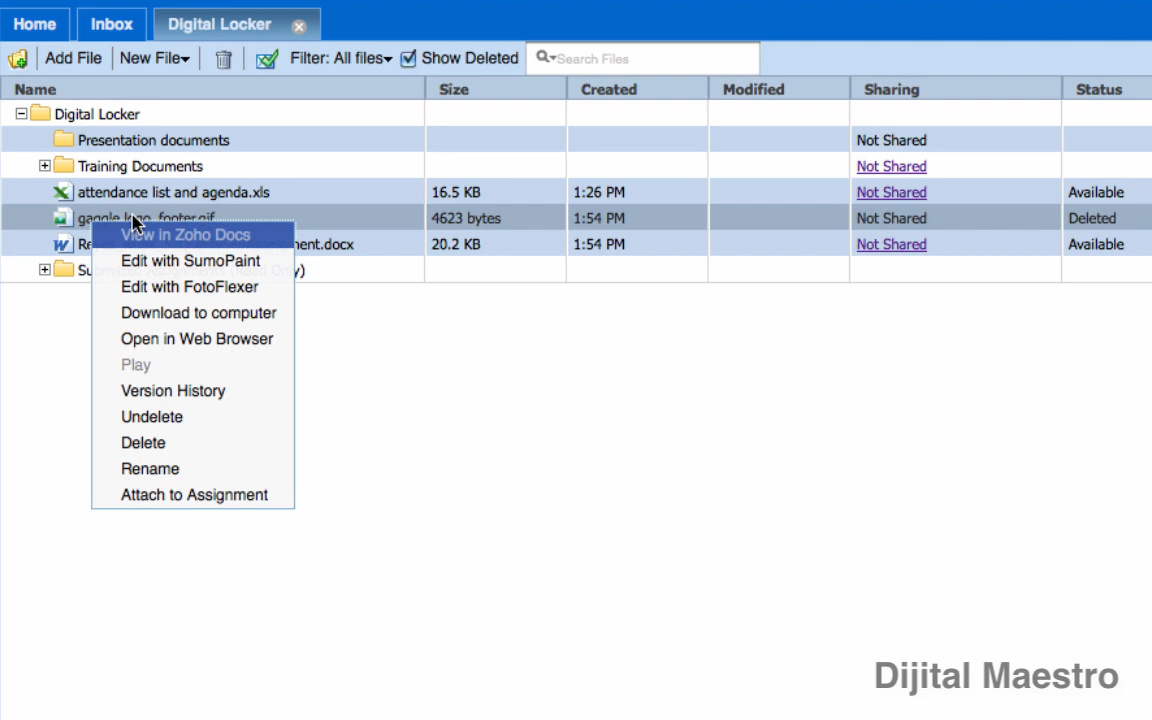 Home Inbox Digital Locker
Add File New File Filter: All files Show Deleted Search Files
Name Size Created Modified Sharing Status
Digital Locker
Presentation documents Not Shared
Training Documents Not Shared
attendance list and agenda.xls 16.5 KB 1:26 PM Not Shared Available
gaggle logo_footer.gif 4623 bytes 1:54 PM Not Shared Deleted
20.2 KB 1:54 PM Not Shared Available
View in Zoho Docs
Edit with SumoPaint
Edit with FotoFlexer
Download to computer
Open in Web Browser
Play
Version History
Undelete
Delete
Rename
Attach to Assignment
Dijital Maestro